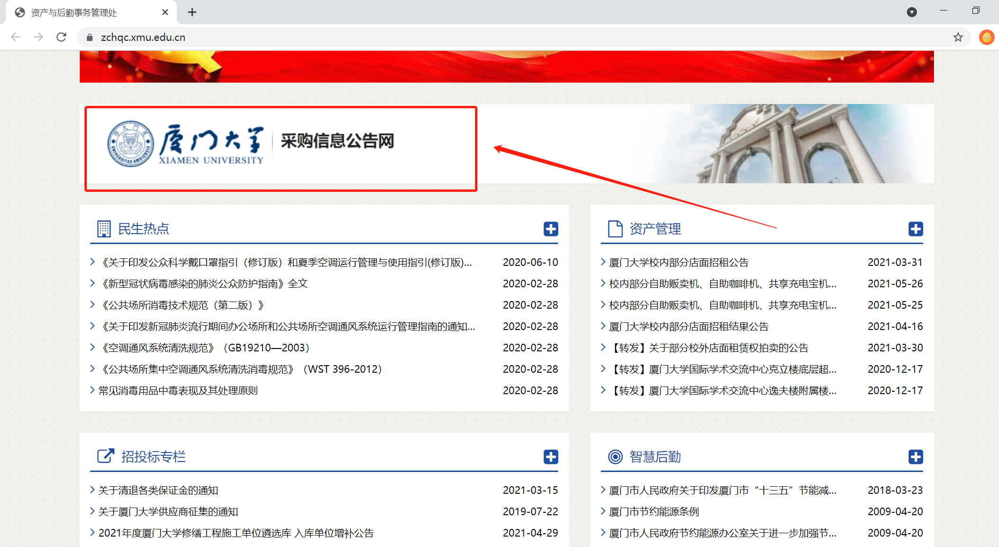 资产与后勤事务管理处
zchqc.xmu.edu.cn
厦门大学
XIAMEN UNIVERSITY
采购信息公告网
民生热点
《关于印发公众科学戴口罩指引（修订版）和夏季空调运行管理与使用指引(修订版)... 2020-06-10
《新型冠状病毒感染的肺炎公众防护指南》全文 2020-02-28
《公共场所消毒技术规范（第二版）》 2020-02-28
《关于印发新冠肺炎流行期间办公场所和公共场所空调通风系统运行管理指南的通知... 2020-02-28
《空调通风系统清洗规范》（GB19210—2003） 2020-02-28
《公共场所集中空调通风系统清洗消毒规范》（WST 396-2012） 2020-02-28
常见消毒用品中毒表现及其处理原则 2020-02-28
资产管理
厦门大学校内部分店面招租公告 2021-03-31
校内部分自助贩卖机、自助咖啡机、共享充电宝机... 2021-05-26
校内部分自助贩卖机、自助咖啡机、共享充电宝机... 2021-05-25
厦门大学校内部分店面招租结果公告 2021-04-16
【转发】关于部分校外店面租赁权拍卖的公告 2021-03-30
【转发】厦门大学国际学术交流中心克立楼底层超... 2020-12-17
【转发】厦门大学国际学术交流中心逸夫楼附属楼... 2020-12-17
招投标专栏
关于清退各类保证金的通知 2021-03-15
关于厦门大学供应商征集的通知 2019-07-22
2021年度厦门大学修缮工程施工单位遴选库 入库单位增补公告 2021-04-29
智慧后勤
厦门市人民政府关于印发厦门市“十三五”节能减... 2018-03-23
厦门市节约能源条例 2009-04-20
厦门市人民政府节约能源办公室关于进一步加强节... 2009-04-20